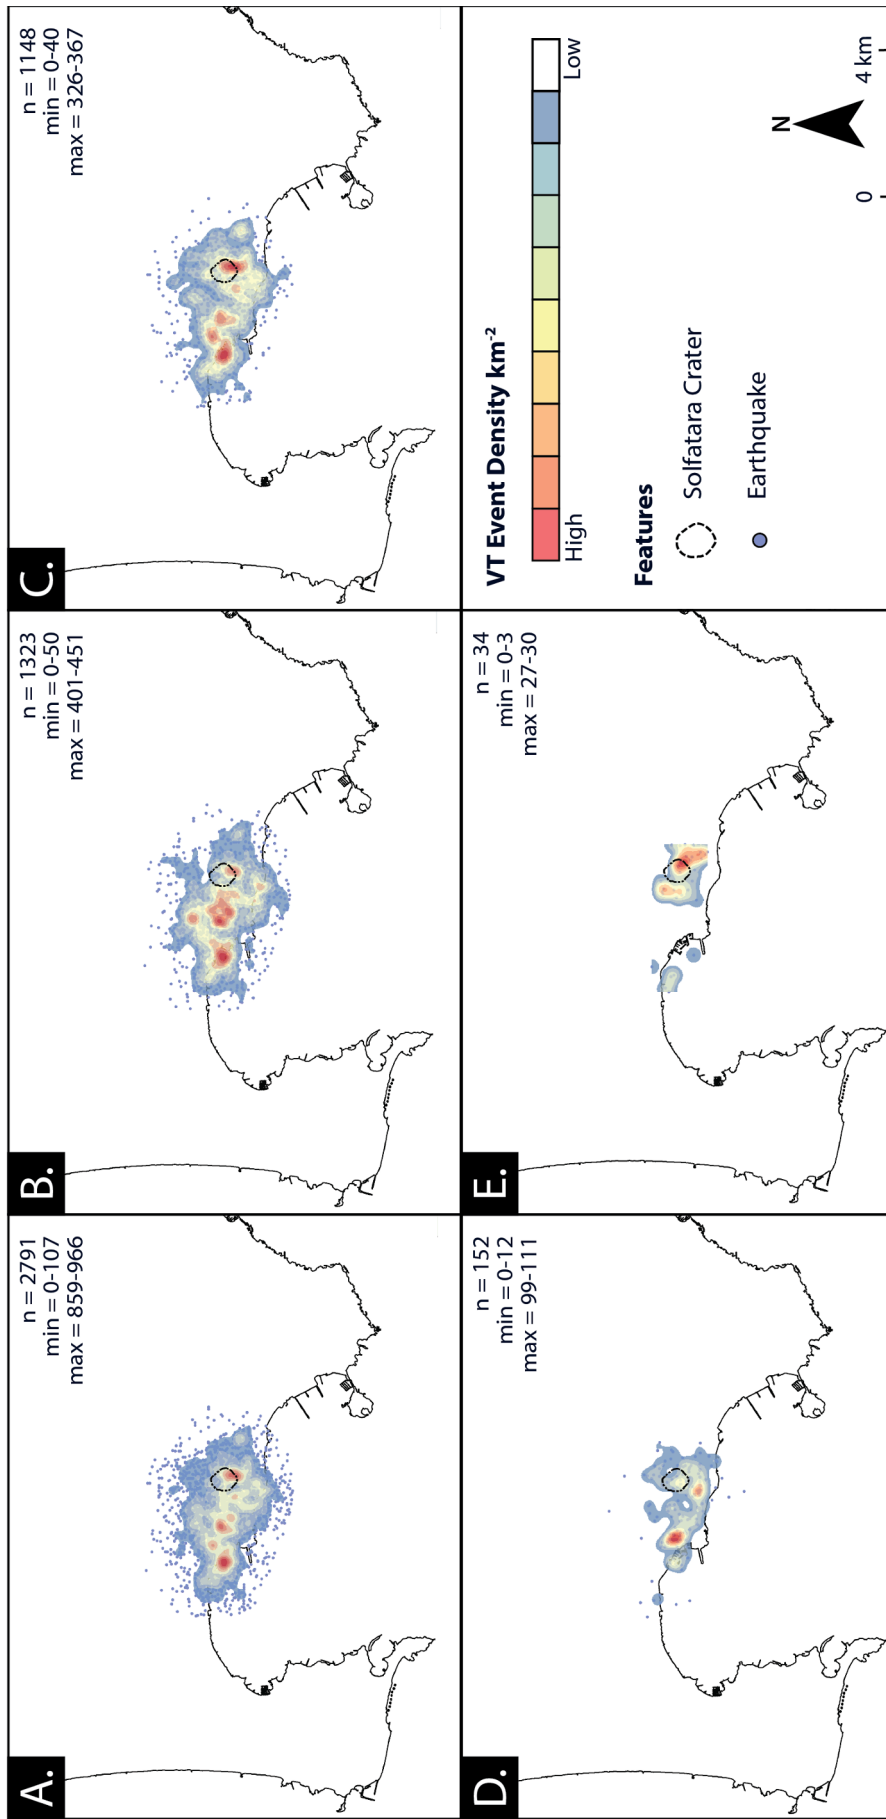 A.
n = 2791
min = 0-107
max = 859-966
B.
n = 1323
min = 0-50
max = 401-451
C.
n = 1148
min = 0-40
max = 326-367
D.
n = 152
min = 0-12
max = 99-111
E.
n = 34
min = 0-3
max = 27-30
VT Event Density km⁻²
High
Low
Features
Solfatara Crater
Earthquake
N
0
4 km